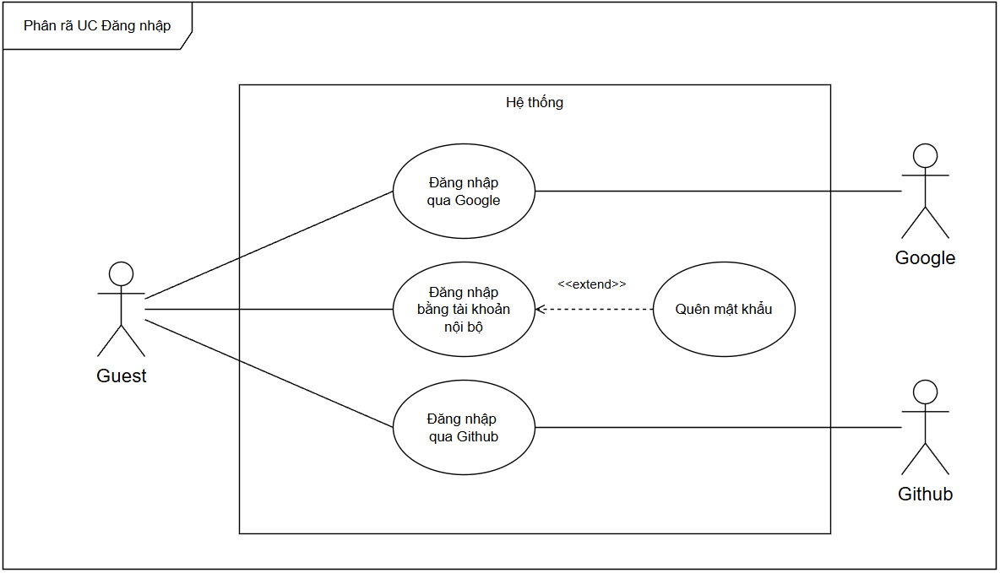 Phân rã UC Đăng nhập
Hệ thống
Đăng nhập
qua Google
Google
Đăng nhập
bằng tài khoản
nội bộ
<<extend>>
Quên mật khẩu
Guest
Đăng nhập
qua Github
Github